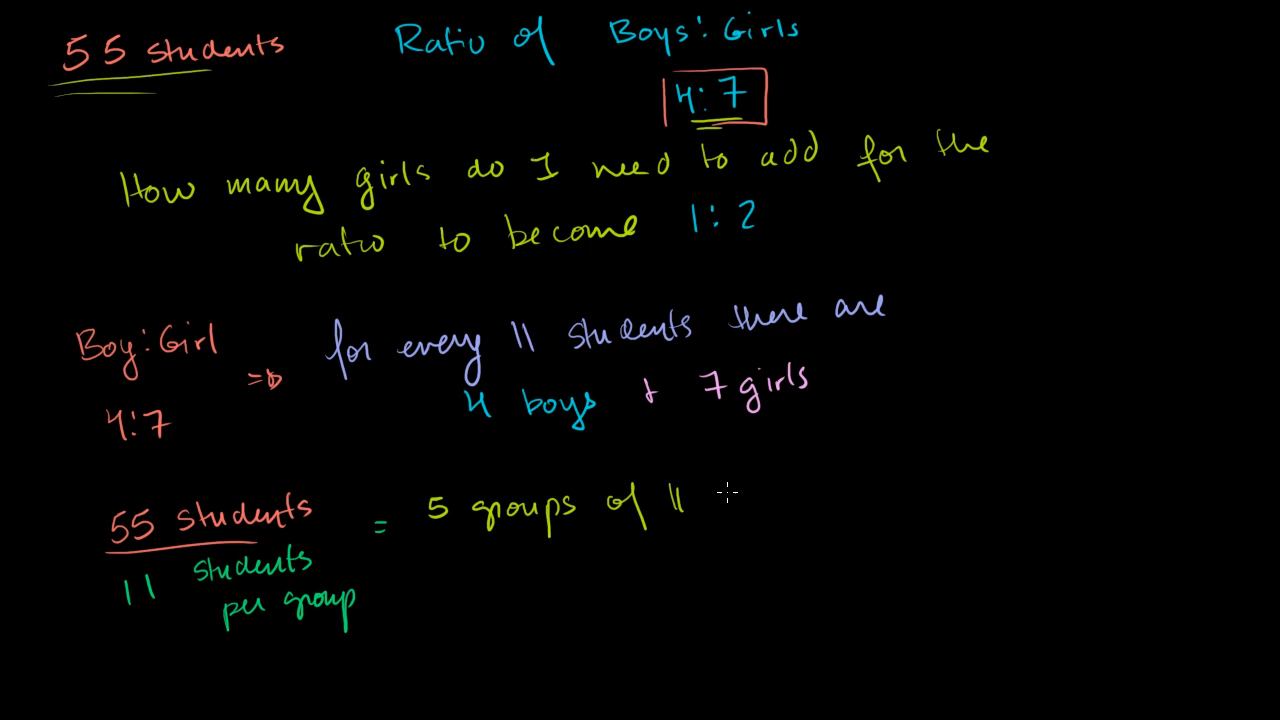 55 students
Ratio of Boys:Girls
4:7
How many girls do I need to add for the
ratio to become 1:2
Boy:Girl
4:7
=> for every 11 students there are
4 boys + 7 girls
55 students
11 students
per group
= 5 groups of 11